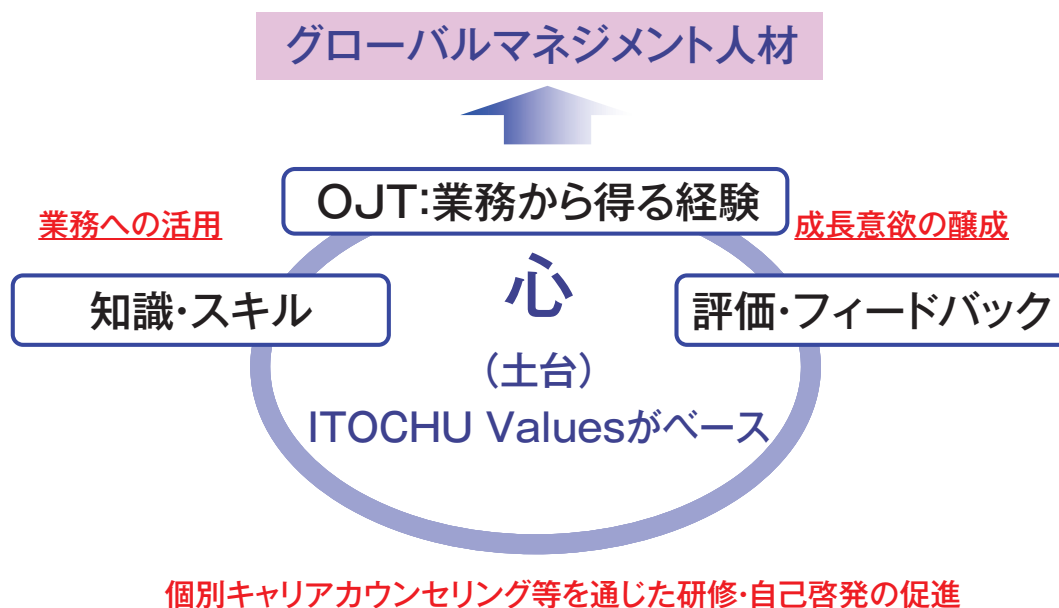 グローバルマネジメント人材
OJT:業務から得る経験
業務への活用
成長意欲の醸成
知識・スキル
心
評価・フィードバック
(土台)
ITOCHU Valuesがベース
個別キャリアカウンセリング等を通じた研修・自己啓発の促進